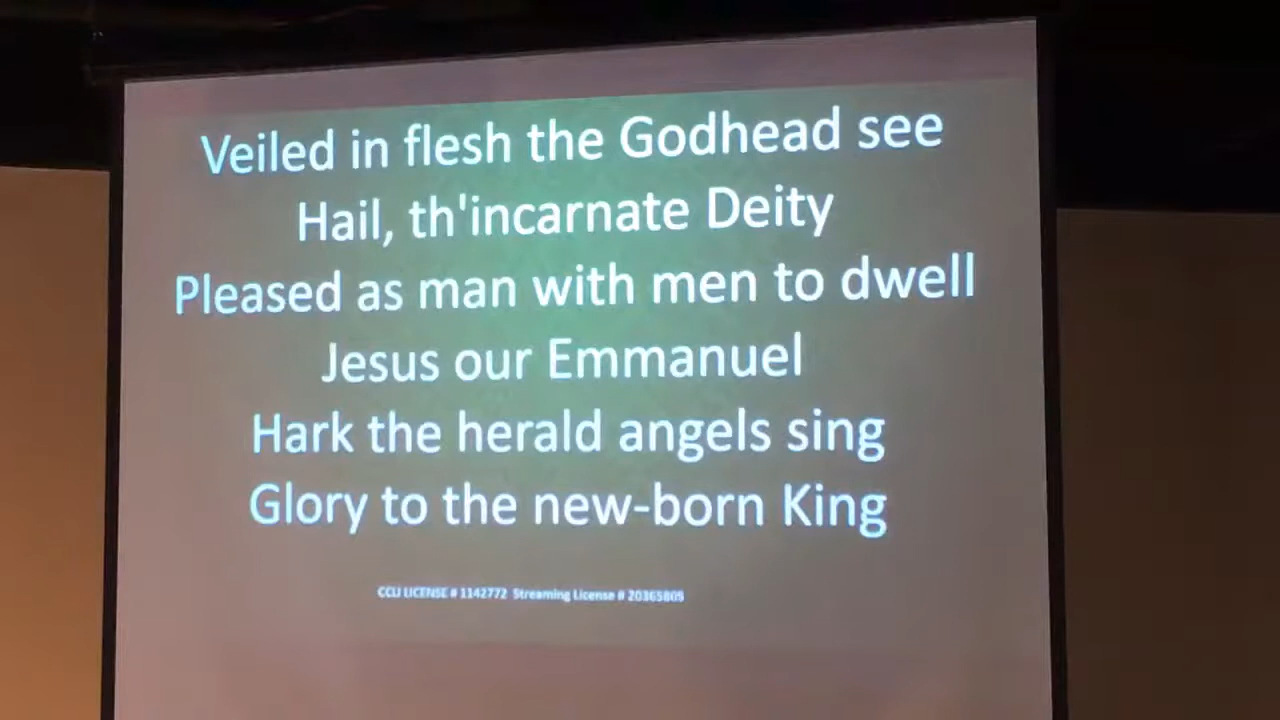 Veiled in flesh the Godhead see
Hail, th'incarnate Deity
Pleased as man with men to dwell
Jesus our Emmanuel
Hark the herald angels sing
Glory to the new-born King
CCLI LICENSE # 1142772 Streaming License # 20365805